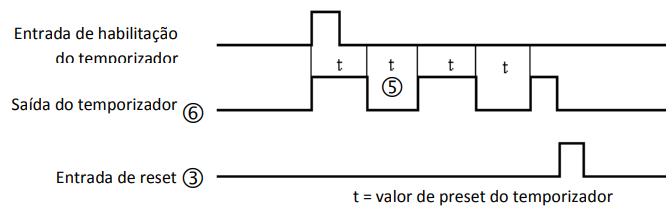 Entrada de habilitação
do temporizador
t t t t
⑤
Saída do temporizador ⑥
Entrada de reset ③
t = valor de preset do temporizador